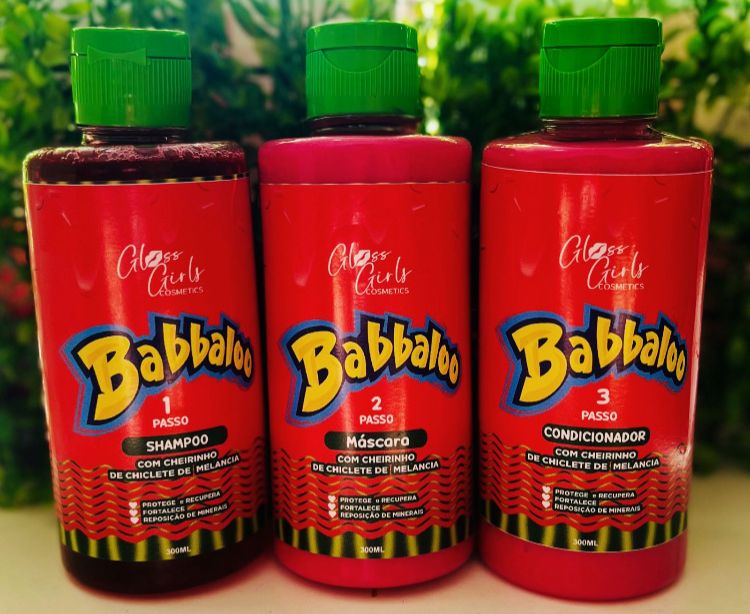 Gloss
Girls
COSMETICS
Babbaloo
1
PASSO
SHAMPOO
COM CHEIRINHO
DE CHICLETE DE MELANCIA
PROTEGE e RECUPERA
FORTALECE
REPOSIÇÃO DE MINERAIS
300ML
Gloss
Girls
COSMETICS
Babbaloo
2
PASSO
Máscara
COM CHEIRINHO
DE CHICLETE DE MELANCIA
PROTEGE e RECUPERA
FORTALECE
REPOSIÇÃO DE MINERAIS
300ML
Gloss
Girls
COSMETICS
Babbaloo
3
PASSO
CONDICIONADOR
COM CHEIRINHO
DE CHICLETE DE MELANCIA
PROTEGE e RECUPERA
FORTALECE
REPOSIÇÃO DE MINERAIS
300ML